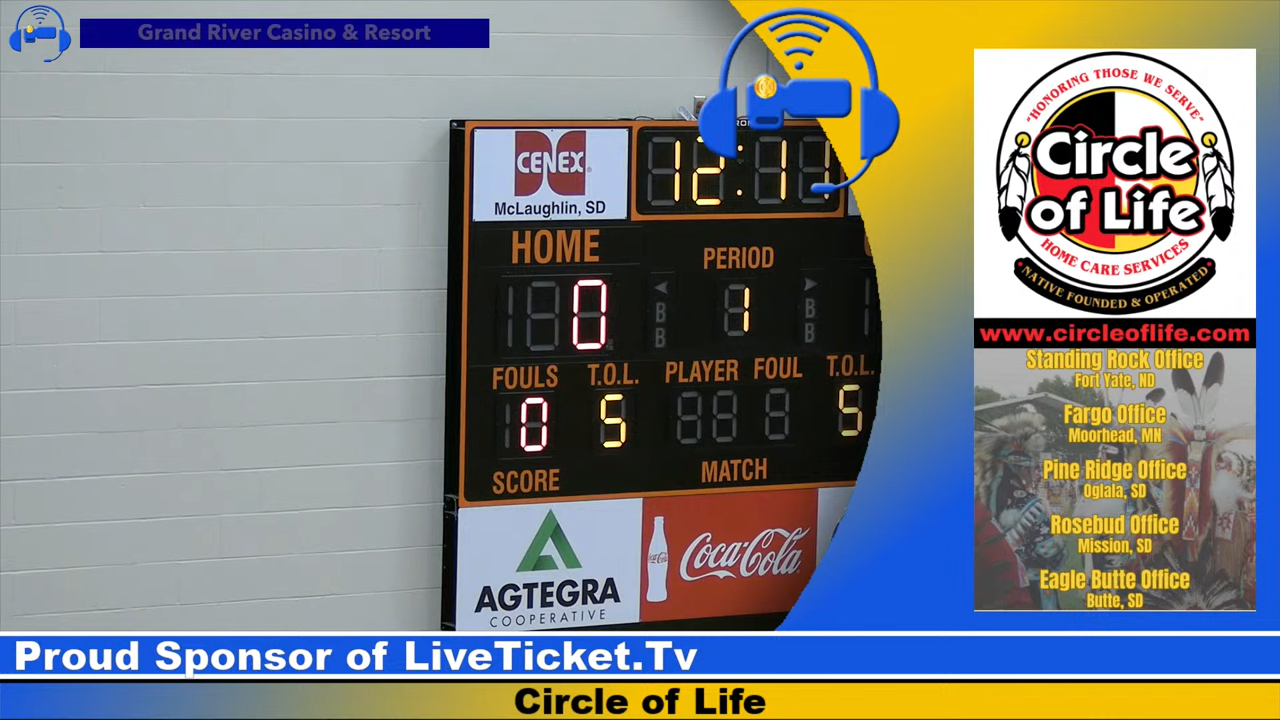 Grand River Casino & Resort
CENEX
McLaughlin, SD
12:1
HOME
PERIOD
0
1
B
B
B
B
FOULS T.O.L. PLAYER FOUL T.O.L.
0 5 5
SCORE
MATCH
AGTEGRA
COOPERATIVE
Coca-Cola
"HONORING THOSE WE SERVE"
Circle
of Life
HOME CARE SERVICES
NATIVE FOUNDED & OPERATED
www.circleoflife.com
Standing Rock Office
Fort Yate, ND
Fargo Office
Moorhead, MN
Pine Ridge Office
Oglala, SD
Rosebud Office
Mission, SD
Eagle Butte Office
Butte, SD
Proud Sponsor of LiveTicket.Tv
Circle of Life